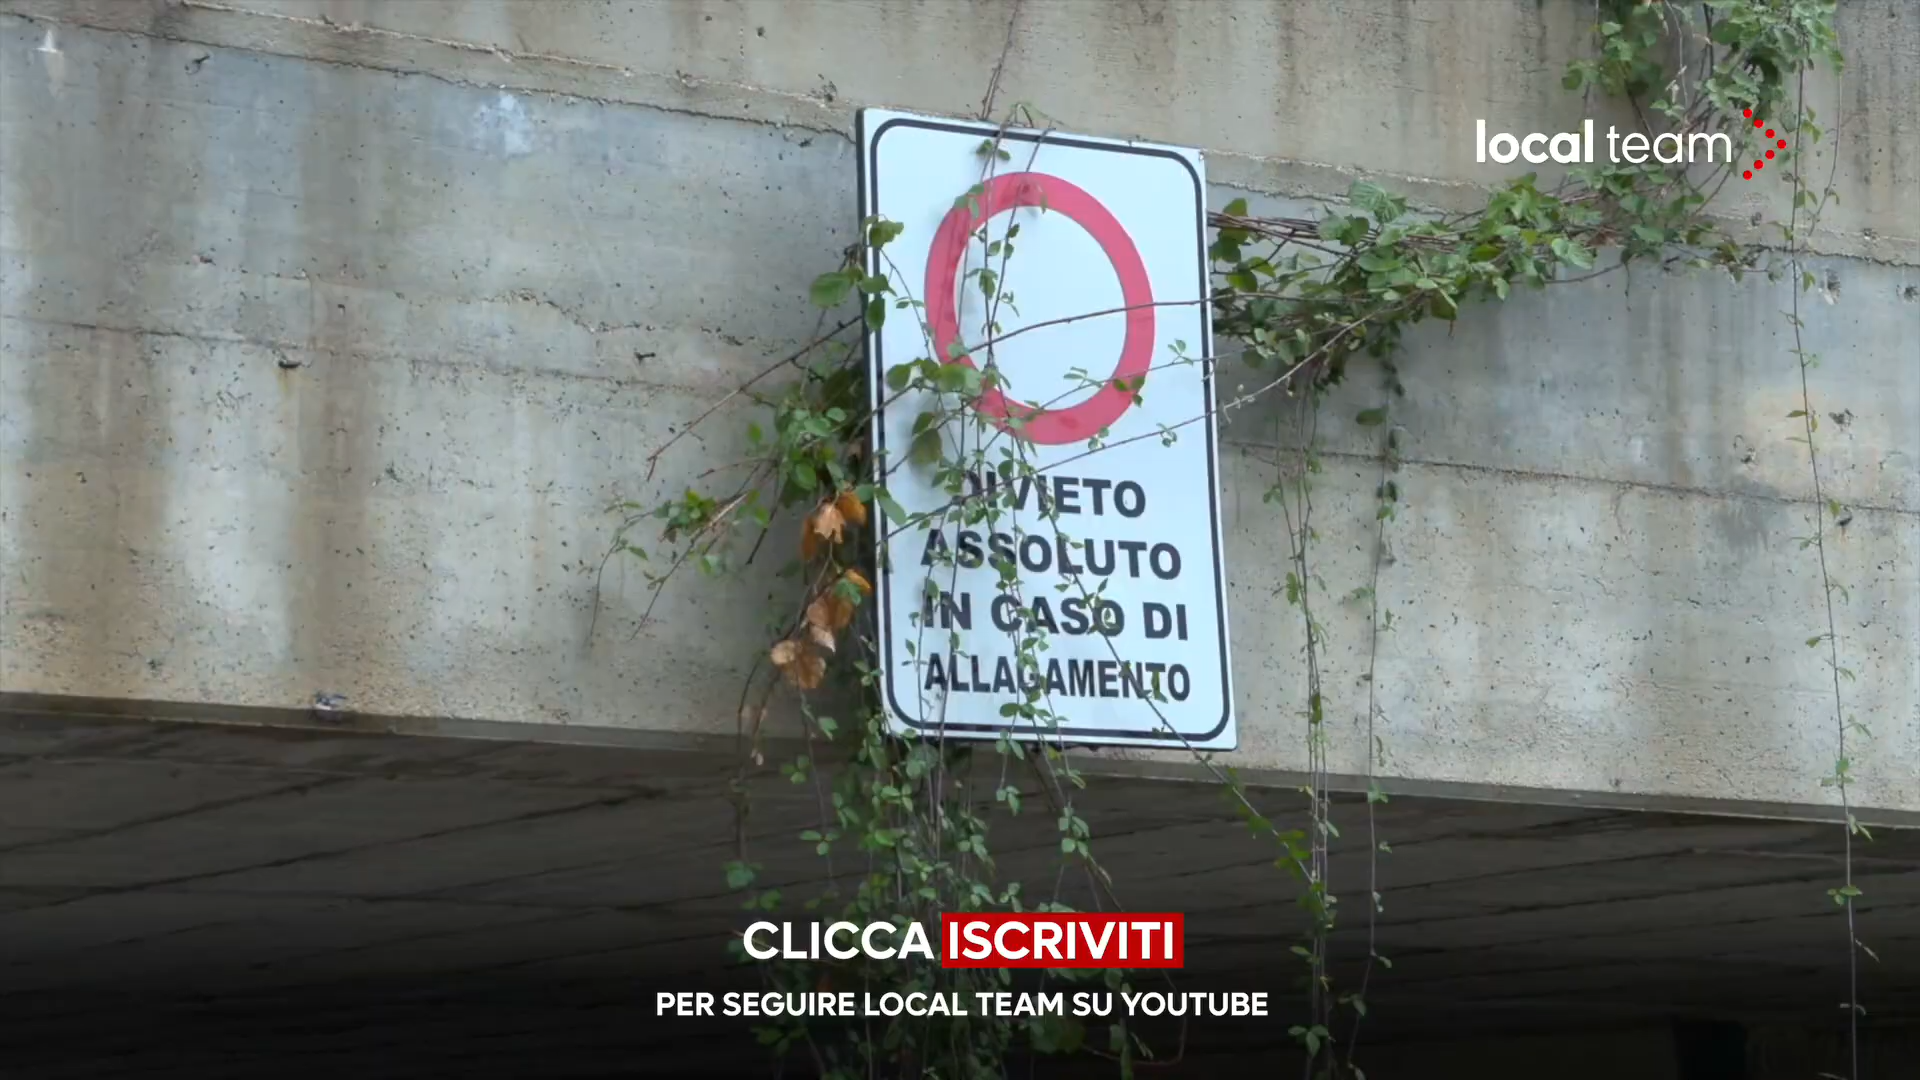 local team
DIVIETO
ASSOLUTO
IN CASO DI
ALLAGAMENTO
CLICCA ISCRIVITI
PER SEGUIRE LOCAL TEAM SU YOUTUBE